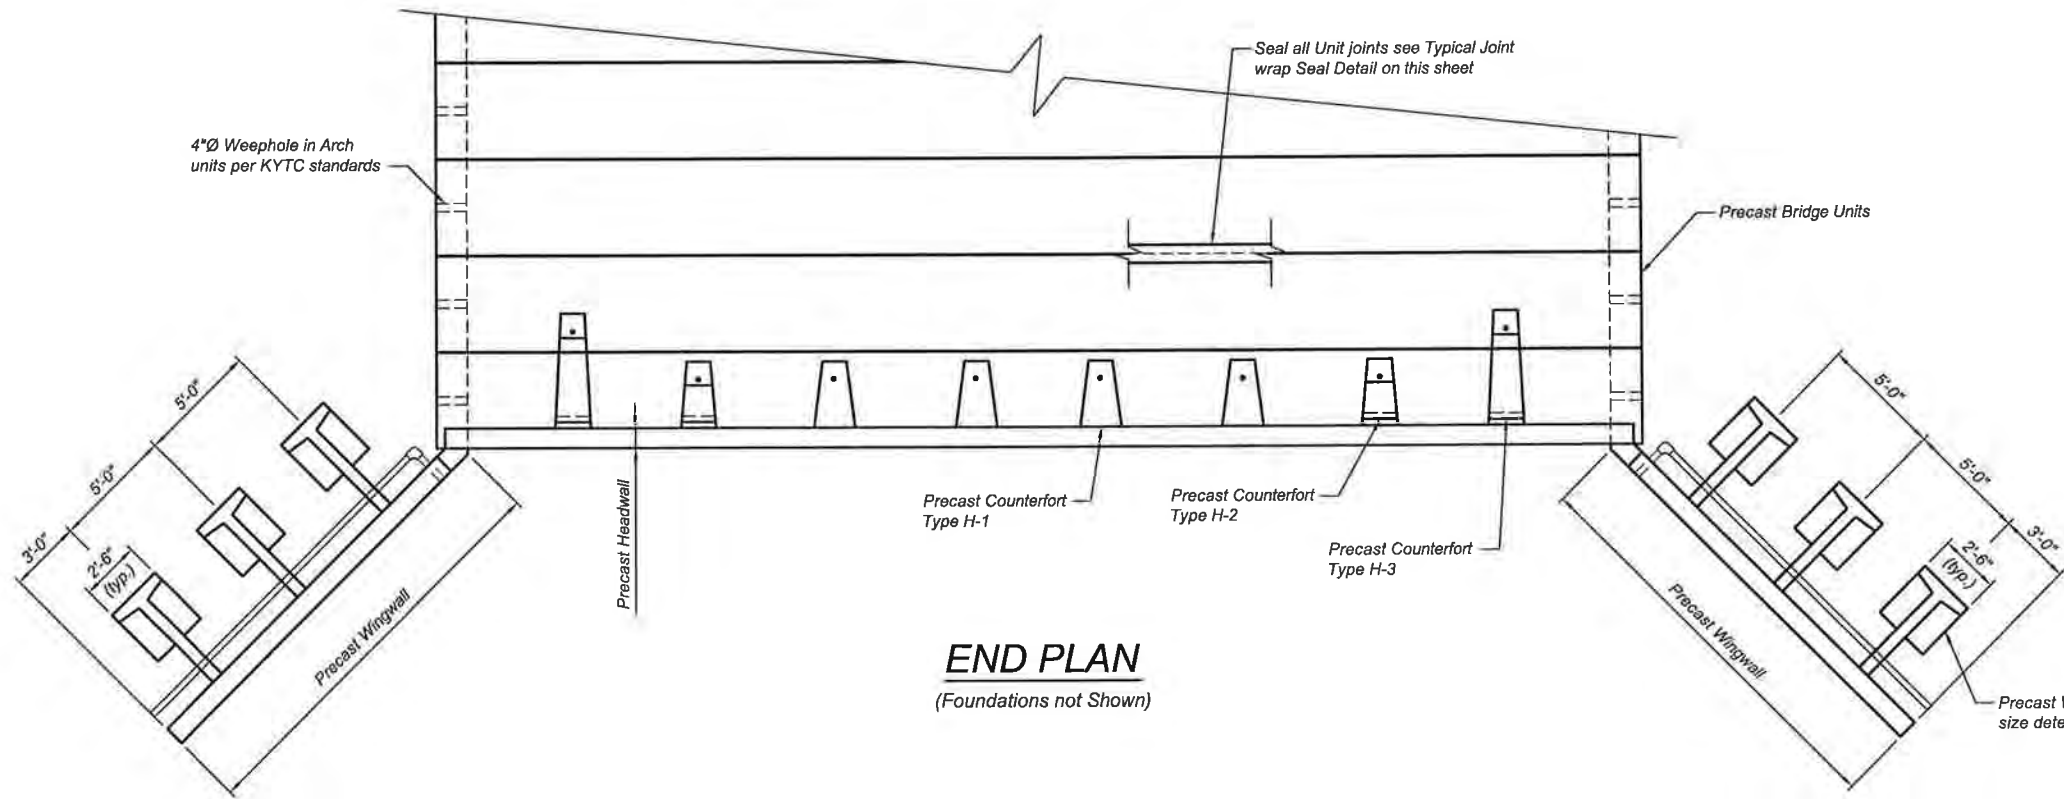 Seal all Unit joints see Typical Joint
wrap Seal Detail on this sheet
4"Ø Weephole in Arch
units per KYTC standards
Precast Bridge Units
5'-0"
5'-0"
3'-0"
2'-6"
(typ.)
Precast Wingwall
Precast Headwall
Precast Counterfort
Type H-1
Precast Counterfort
Type H-2
Precast Counterfort
Type H-3
5'-0"
5'-0"
3'-0"
2'-6"
(typ.)
Precast Wingwall
Precast
size
END PLAN
(Foundations not Shown)